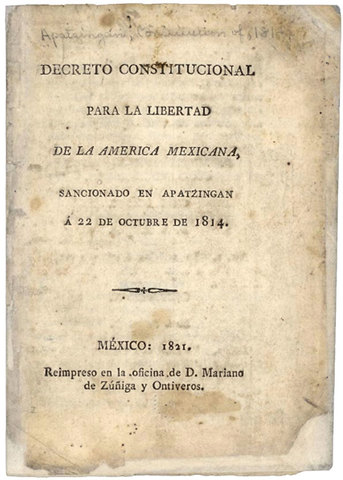 DECRETO CONSTITUCIONAL
PARA LA LIBERTAD
DE LA AMERICA MEXICANA,
SANCIONADO EN APATZINGAN
Á 22 DE OCTUBRE DE 1814.
MÉXICO: 1821.
Reimpreso en la oficina de D. Mariano
de Zúñiga y Ontiveros.